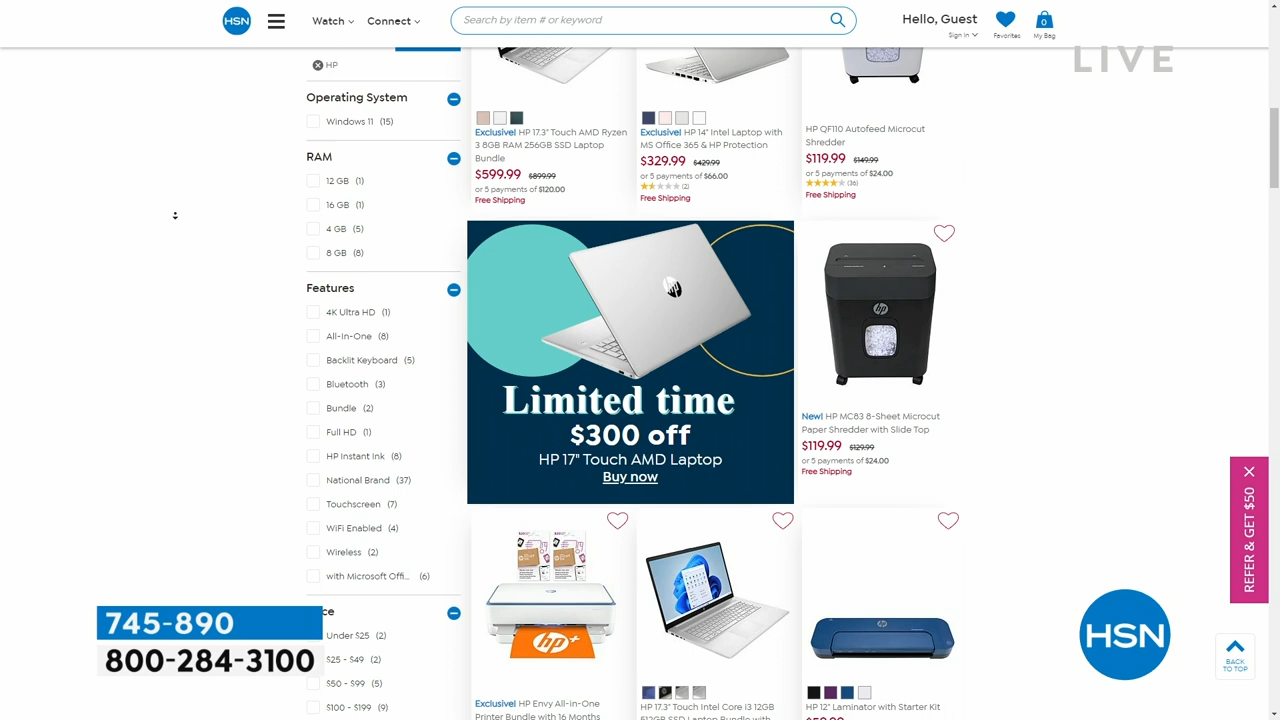 HSN
Watch
Connect
Search by item # or keyword
Hello, Guest
Sign In
Favorites
0
My Bag
LIVE
HP
Operating System
Windows 11 (15)
RAM
12 GB (1)
16 GB (1)
4 GB (5)
8 GB (8)
Features
4K Ultra HD (1)
All-In-One (8)
Backlit Keyboard (5)
Bluetooth (3)
Bundle (2)
Full HD (1)
HP Instant Ink (8)
National Brand (37)
Touchscreen (7)
WiFi Enabled (4)
Wireless (2)
with Microsoft Offi... (6)
ce
Under $25 (2)
$25 - $49 (2)
$50 - $99 (5)
$100 - $199 (9)
Exclusive! HP 17.3" Touch AMD Ryzen
3 8GB RAM 256GB SSD Laptop
Bundle
$599.99 $899.99
or 5 payments of $120.00
Free Shipping
Exclusive! HP 14" Intel Laptop with
MS Office 365 & HP Protection
$329.99 $429.99
or 5 payments of $66.00
(2)
Free Shipping
HP QF110 Autofeed Microcut
Shredder
$119.99 $149.99
or 5 payments of $24.00
(36)
Free Shipping
hp
Limited time
$300 off
HP 17" Touch AMD Laptop
Buy now
hp
New! HP MC83 8-Sheet Microcut
Paper Shredder with Slide Top
$119.99 $129.99
or 5 payments of $24.00
Free Shipping
hp+
Exclusive! HP Envy All-in-One
Printer Bundle with 16 Months
HP 17.3" Touch Intel Core i3 12GB
512GB SSD Laptop Bundle with
hp
HP 12" Laminator with Starter Kit
REFER & GET $50
745-890
800-284-3100
HSN
BACK
TO TOP